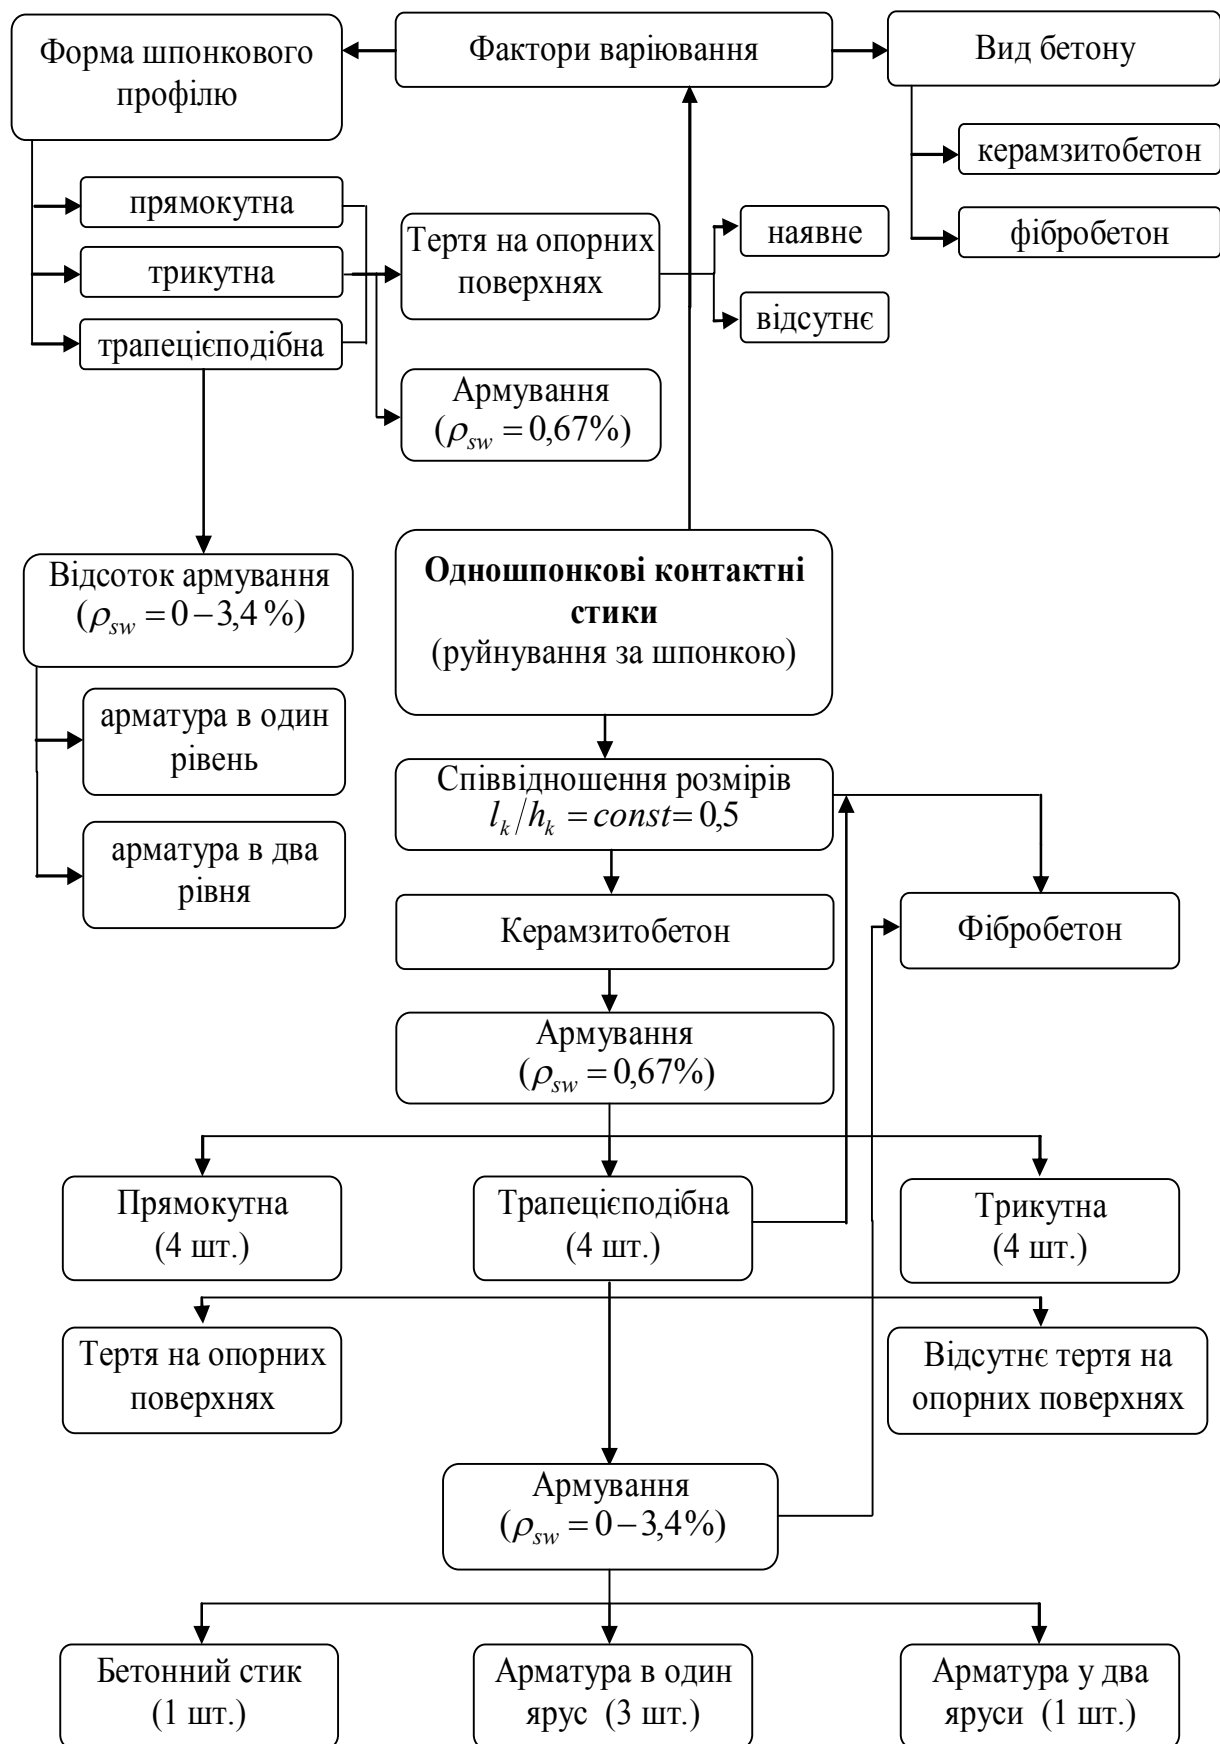 Форма шпонкового
профілю
Фактори варіювання
Вид бетону
керамзитобетон
фібробетон
прямокутна
трикутна
трапецієподібна
Тертя на опорних
поверхнях
наявне
відсутнє
Армування
(ρsw = 0,67%)
Відсоток армування
(ρsw = 0–3,4 %)
арматура в один
рівень
арматура в два
рівня
Одношпонкові контактні
стики
(руйнування за шпонкою)
Співвідношення розмірів
lk/hk = const= 0,5
Керамзитобетон
Фібробетон
Армування
(ρsw = 0,67%)
Прямокутна
(4 шт.)
Трапецієподібна
(4 шт.)
Трикутна
(4 шт.)
Тертя на опорних
поверхнях
Відсутнє тертя на
опорних поверхнях
Армування
(ρsw = 0–3,4%)
Бетонний стик
(1 шт.)
Арматура в один
ярус (3 шт.)
Арматура у два
яруси (1 шт.)